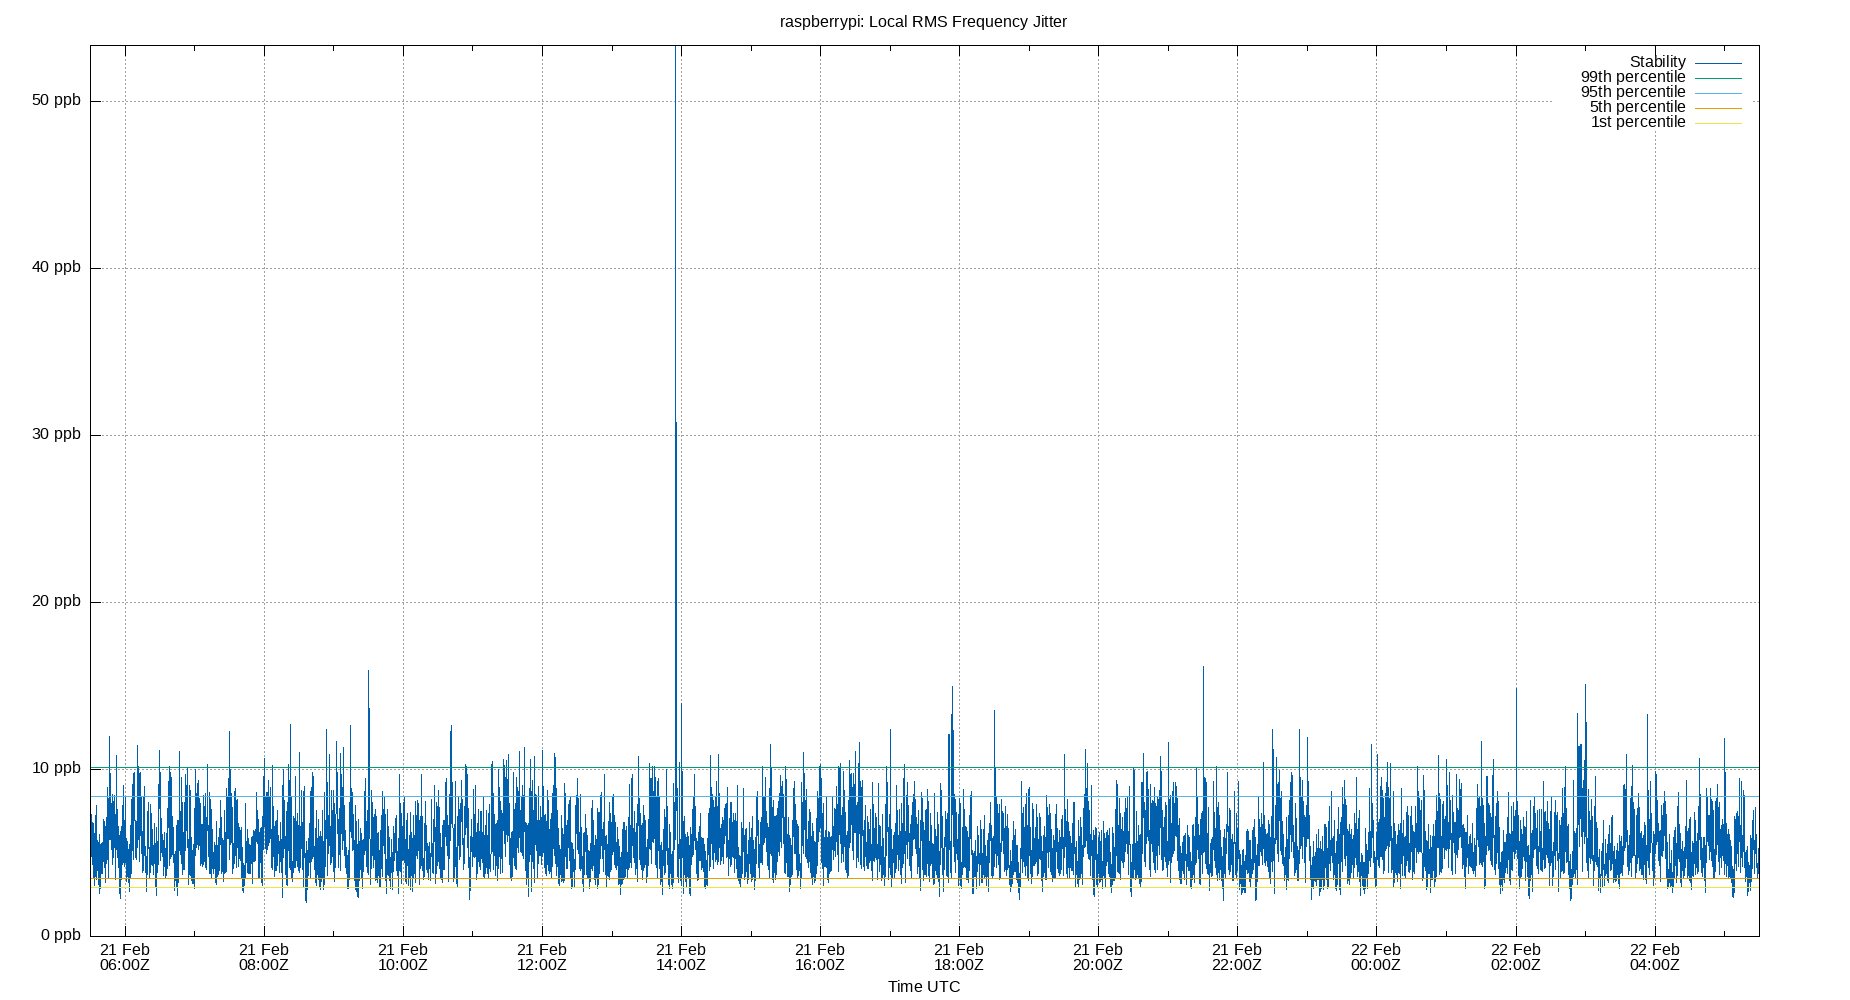 raspberrypi: Local RMS Frequency Jitter
Stability
99th percentile
95th percentile
5th percentile
1st percentile
50 ppb
40 ppb
30 ppb
20 ppb
10 ppb
0 ppb
21 Feb 21 Feb 21 Feb 21 Feb 21 Feb 21 Feb 21 Feb 21 Feb 21 Feb 22 Feb 22 Feb 22 Feb
06:00Z 08:00Z 10:00Z 12:00Z 14:00Z 16:00Z 18:00Z 20:00Z 22:00Z 00:00Z 02:00Z 04:00Z
Time UTC